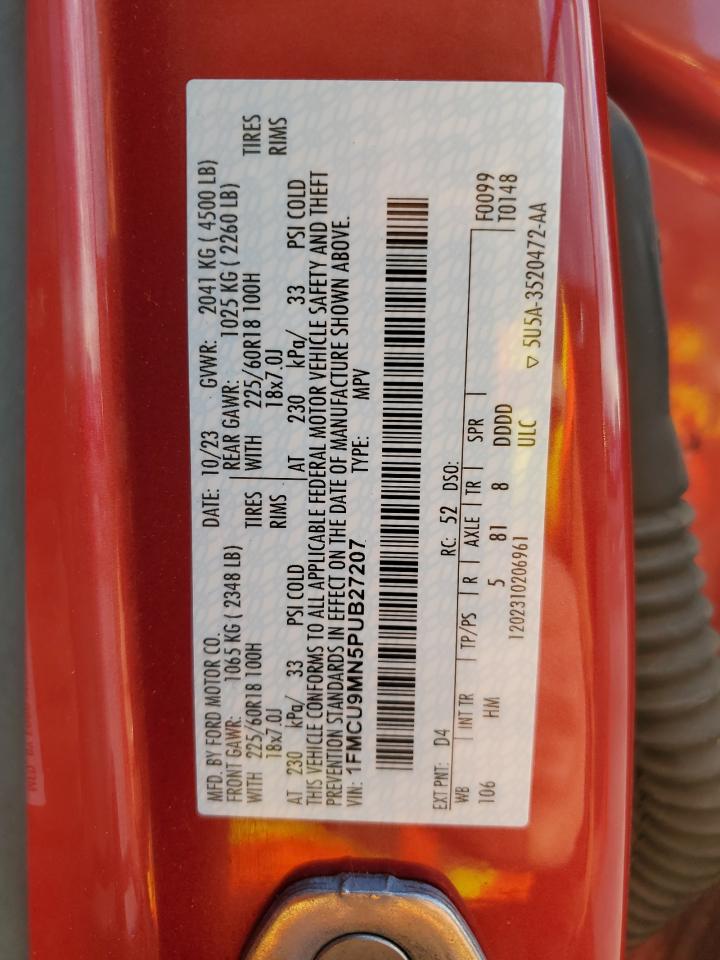 MFD. BY FORD MOTOR CO.
DATE: 10/23 GVWR: 2041 KG ( 4500 LB)
FRONT GAWR: 1065 KG ( 2348 LB)
REAR GAWR: 1025 KG ( 2260 LB)
WITH 225/60R18 100H TIRES
WITH 225/60R18 100H TIRES
18x7.0J RIMS
18x7.0J RIMS
AT 230 kPa/ 33 PSI COLD
AT 230 kPa/ 33 PSI COLD
THIS VEHICLE CONFORMS TO ALL APPLICABLE FEDERAL MOTOR VEHICLE SAFETY AND THEFT
PREVENTION STANDARDS IN EFFECT ON THE DATE OF MANUFACTURE SHOWN ABOVE.
VIN: 1FMCU9MN5PUB27207 TYPE: MPV
EXT PNT: D4 RC: 52 DSO:
WB INT TR TP/PS R AXLE TR SPR F0099
106 HM 5 81 8 DDDD T0148
1202310206961 ULC
▽ 5U5A-3520472-AA